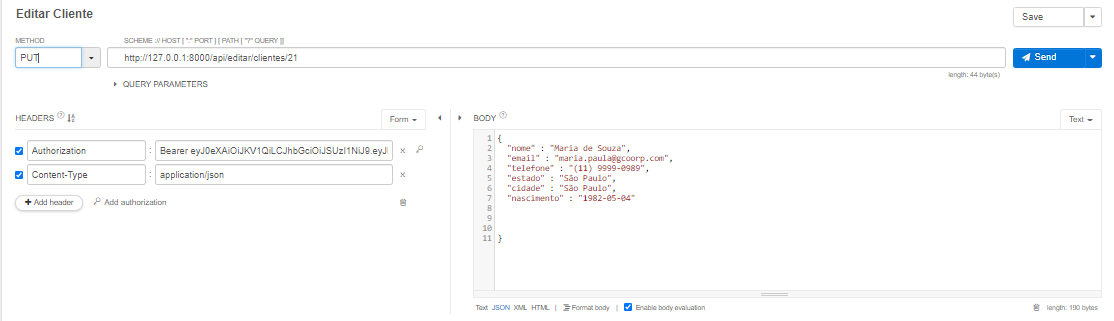 Editar Cliente
Save
METHOD
SCHEME :// HOST [ ":" PORT ] [ PATH [ "?" QUERY ]]
PUT
http://127.0.0.1:8000/api/editar/clientes/21
Send
length: 44 byte(s)
QUERY PARAMETERS
HEADERS
Form
BODY
Text
Authorization : Bearer eyJ0eXAiOiJKV1QiLCJhbGciOiJSUzI1NiJ9.eyJ
Content-Type : application/json
+ Add header
Add authorization
1 {
2 "nome" : "Maria de Souza",
3 "email" : "maria.paula@gcoorp.com",
4 "telefone" : "(11) 9999-0989",
5 "estado" : "São Paulo",
6 "cidade" : "São Paulo",
7 "nascimento" : "1982-05-04"
8
9
10
11 }
Text JSON XML HTML | Format body | Enable body evaluation
length: 190 bytes